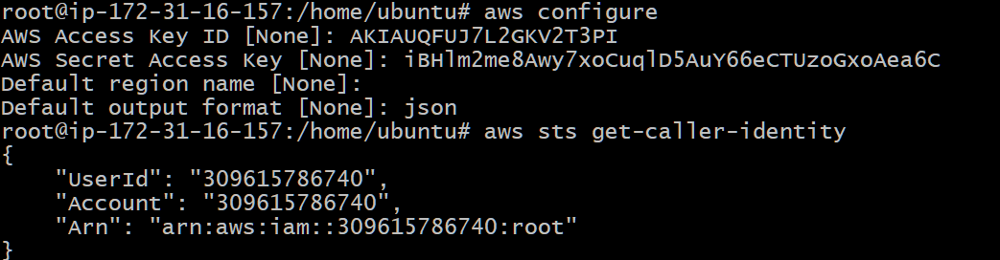 root@ip-172-31-16-157:/home/ubuntu# aws configure
AWS Access Key ID [None]: AKIAUQFUJ7L2GKV2T3PI
AWS Secret Access Key [None]: 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
Default region name [None]:
Default output format [None]: json
root@ip-172-31-16-157:/home/ubuntu# aws sts get-caller-identity
{
    "UserId": "309615786740",
    "Account": "309615786740",
    "Arn": "arn:aws:iam::309615786740:root"
}